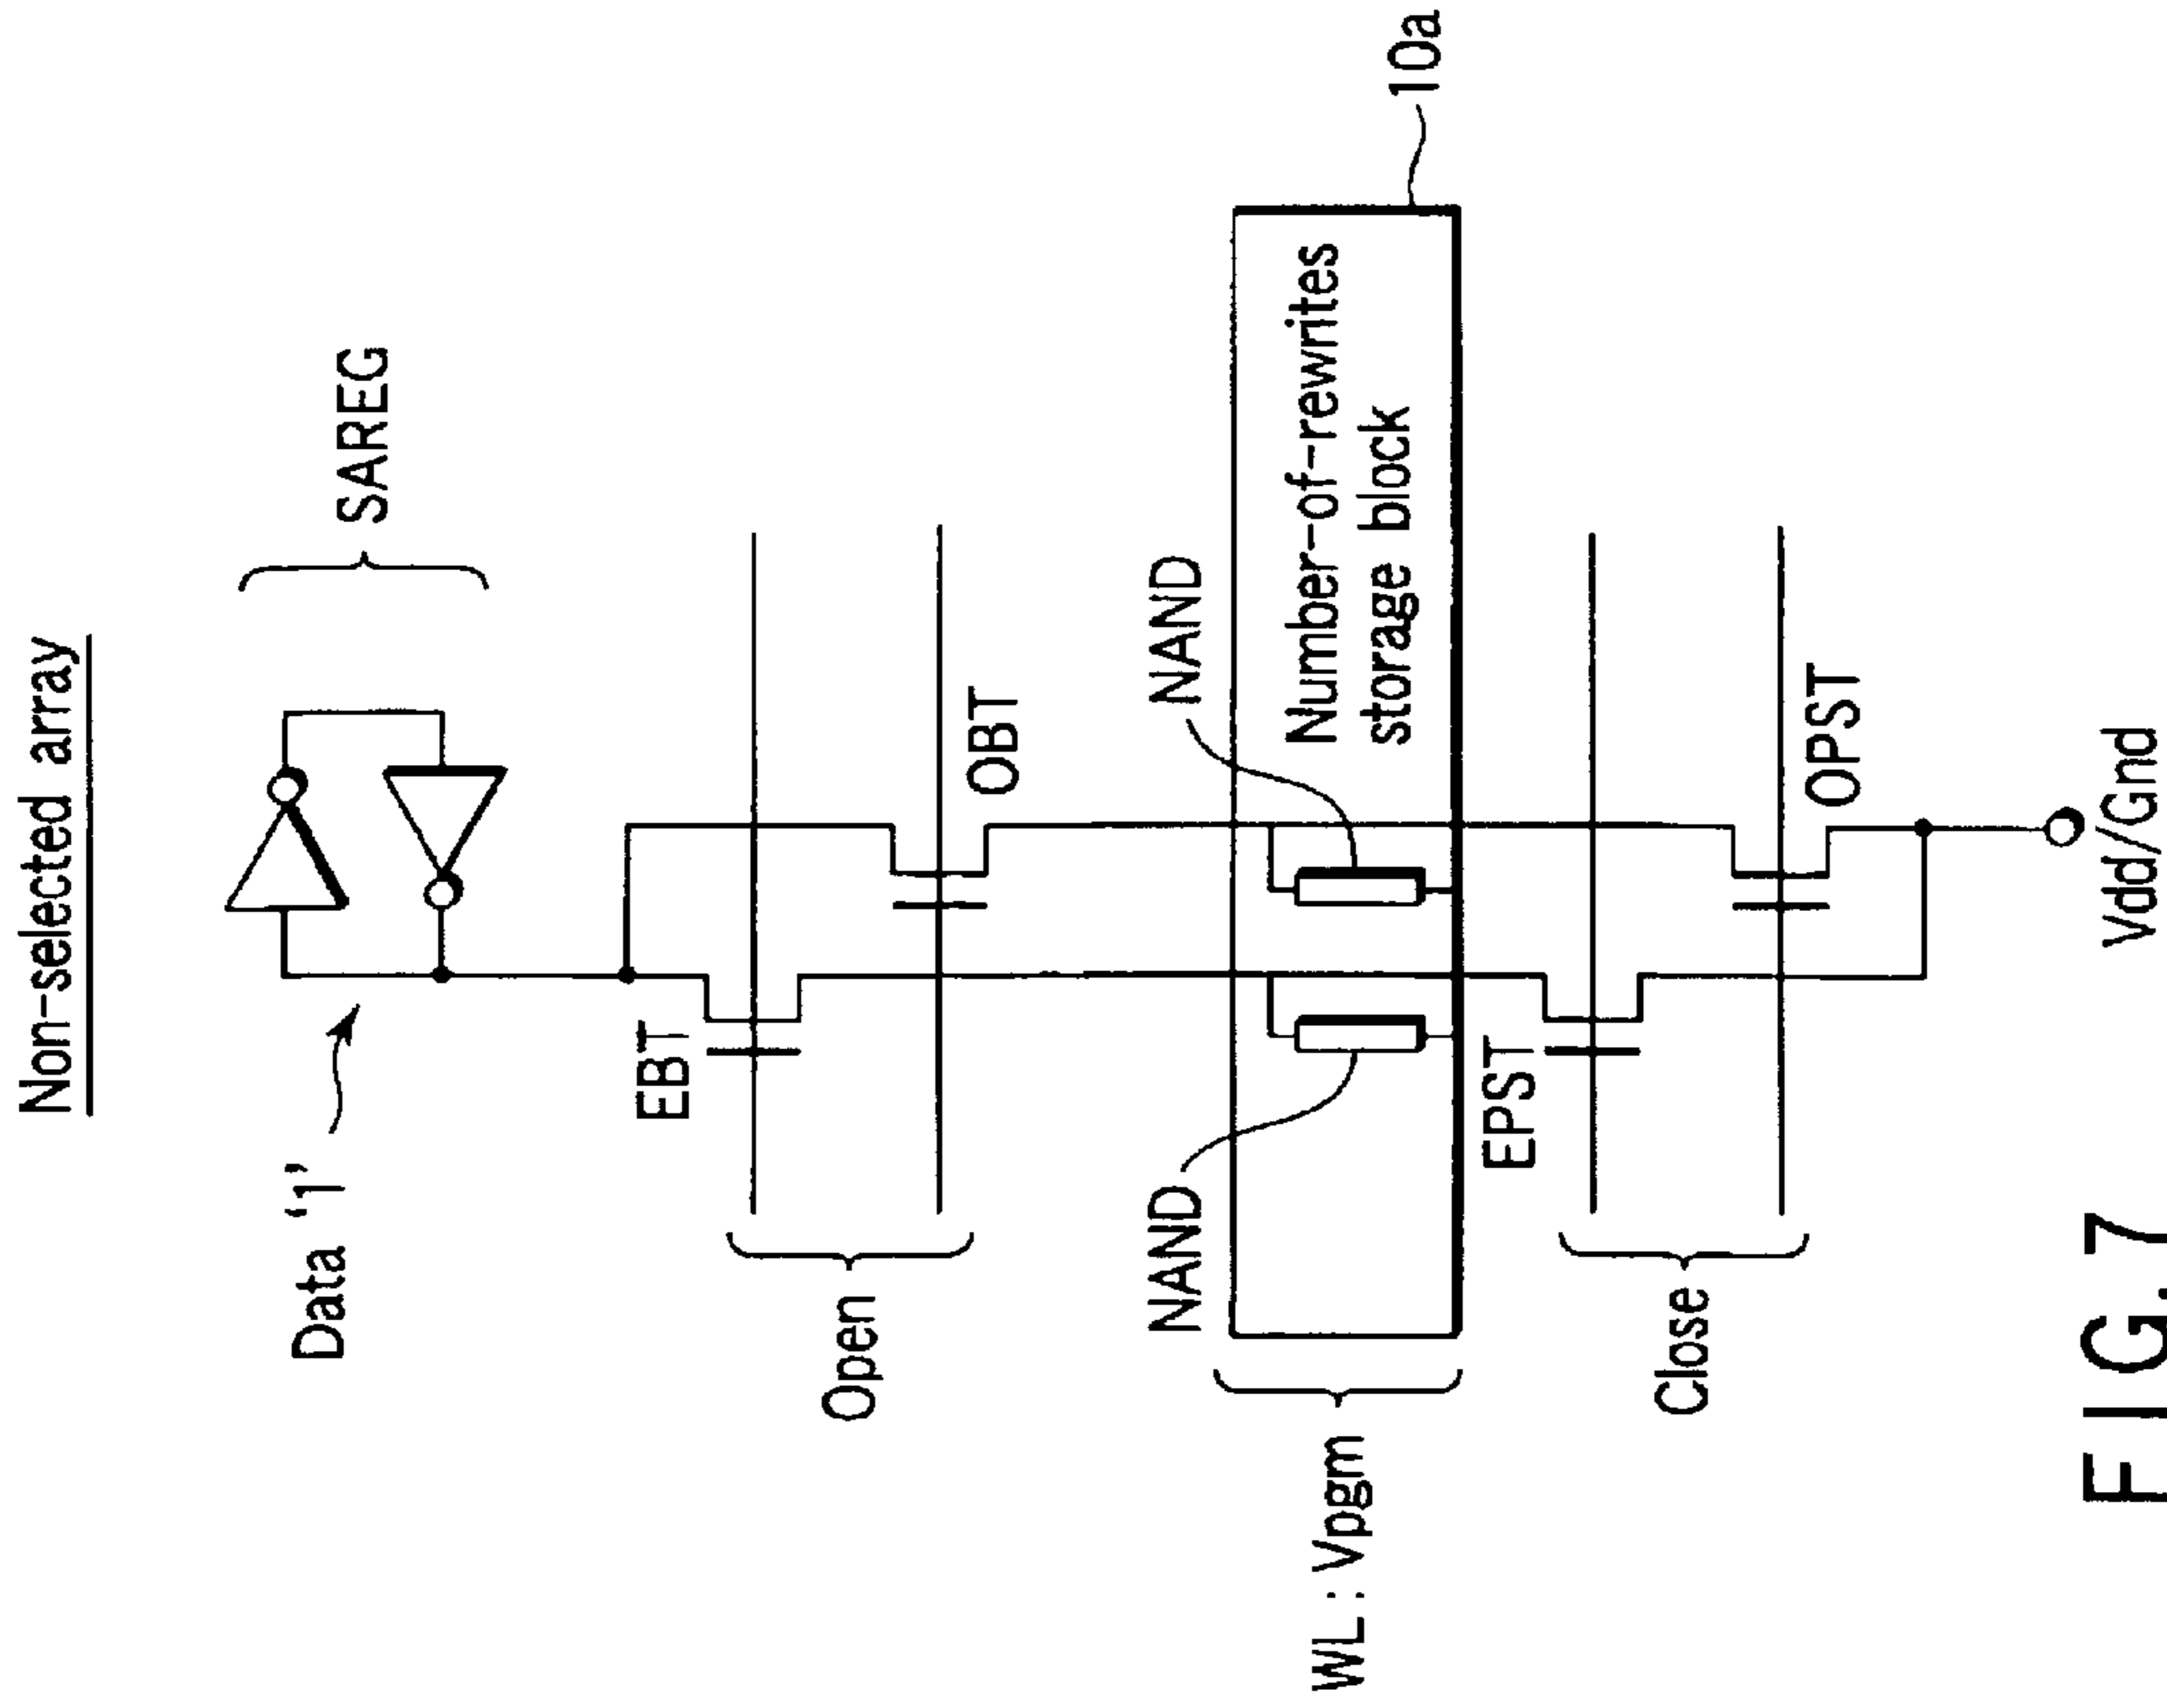 Non-selected array
Data '1'
SAREG
EBT
Open
OBT
NAND
NAND
WL : Vpgm
Number-of-rewrites
storage block
10a
EPST
Close
OPST
Vdd/Gnd
FIG. 7